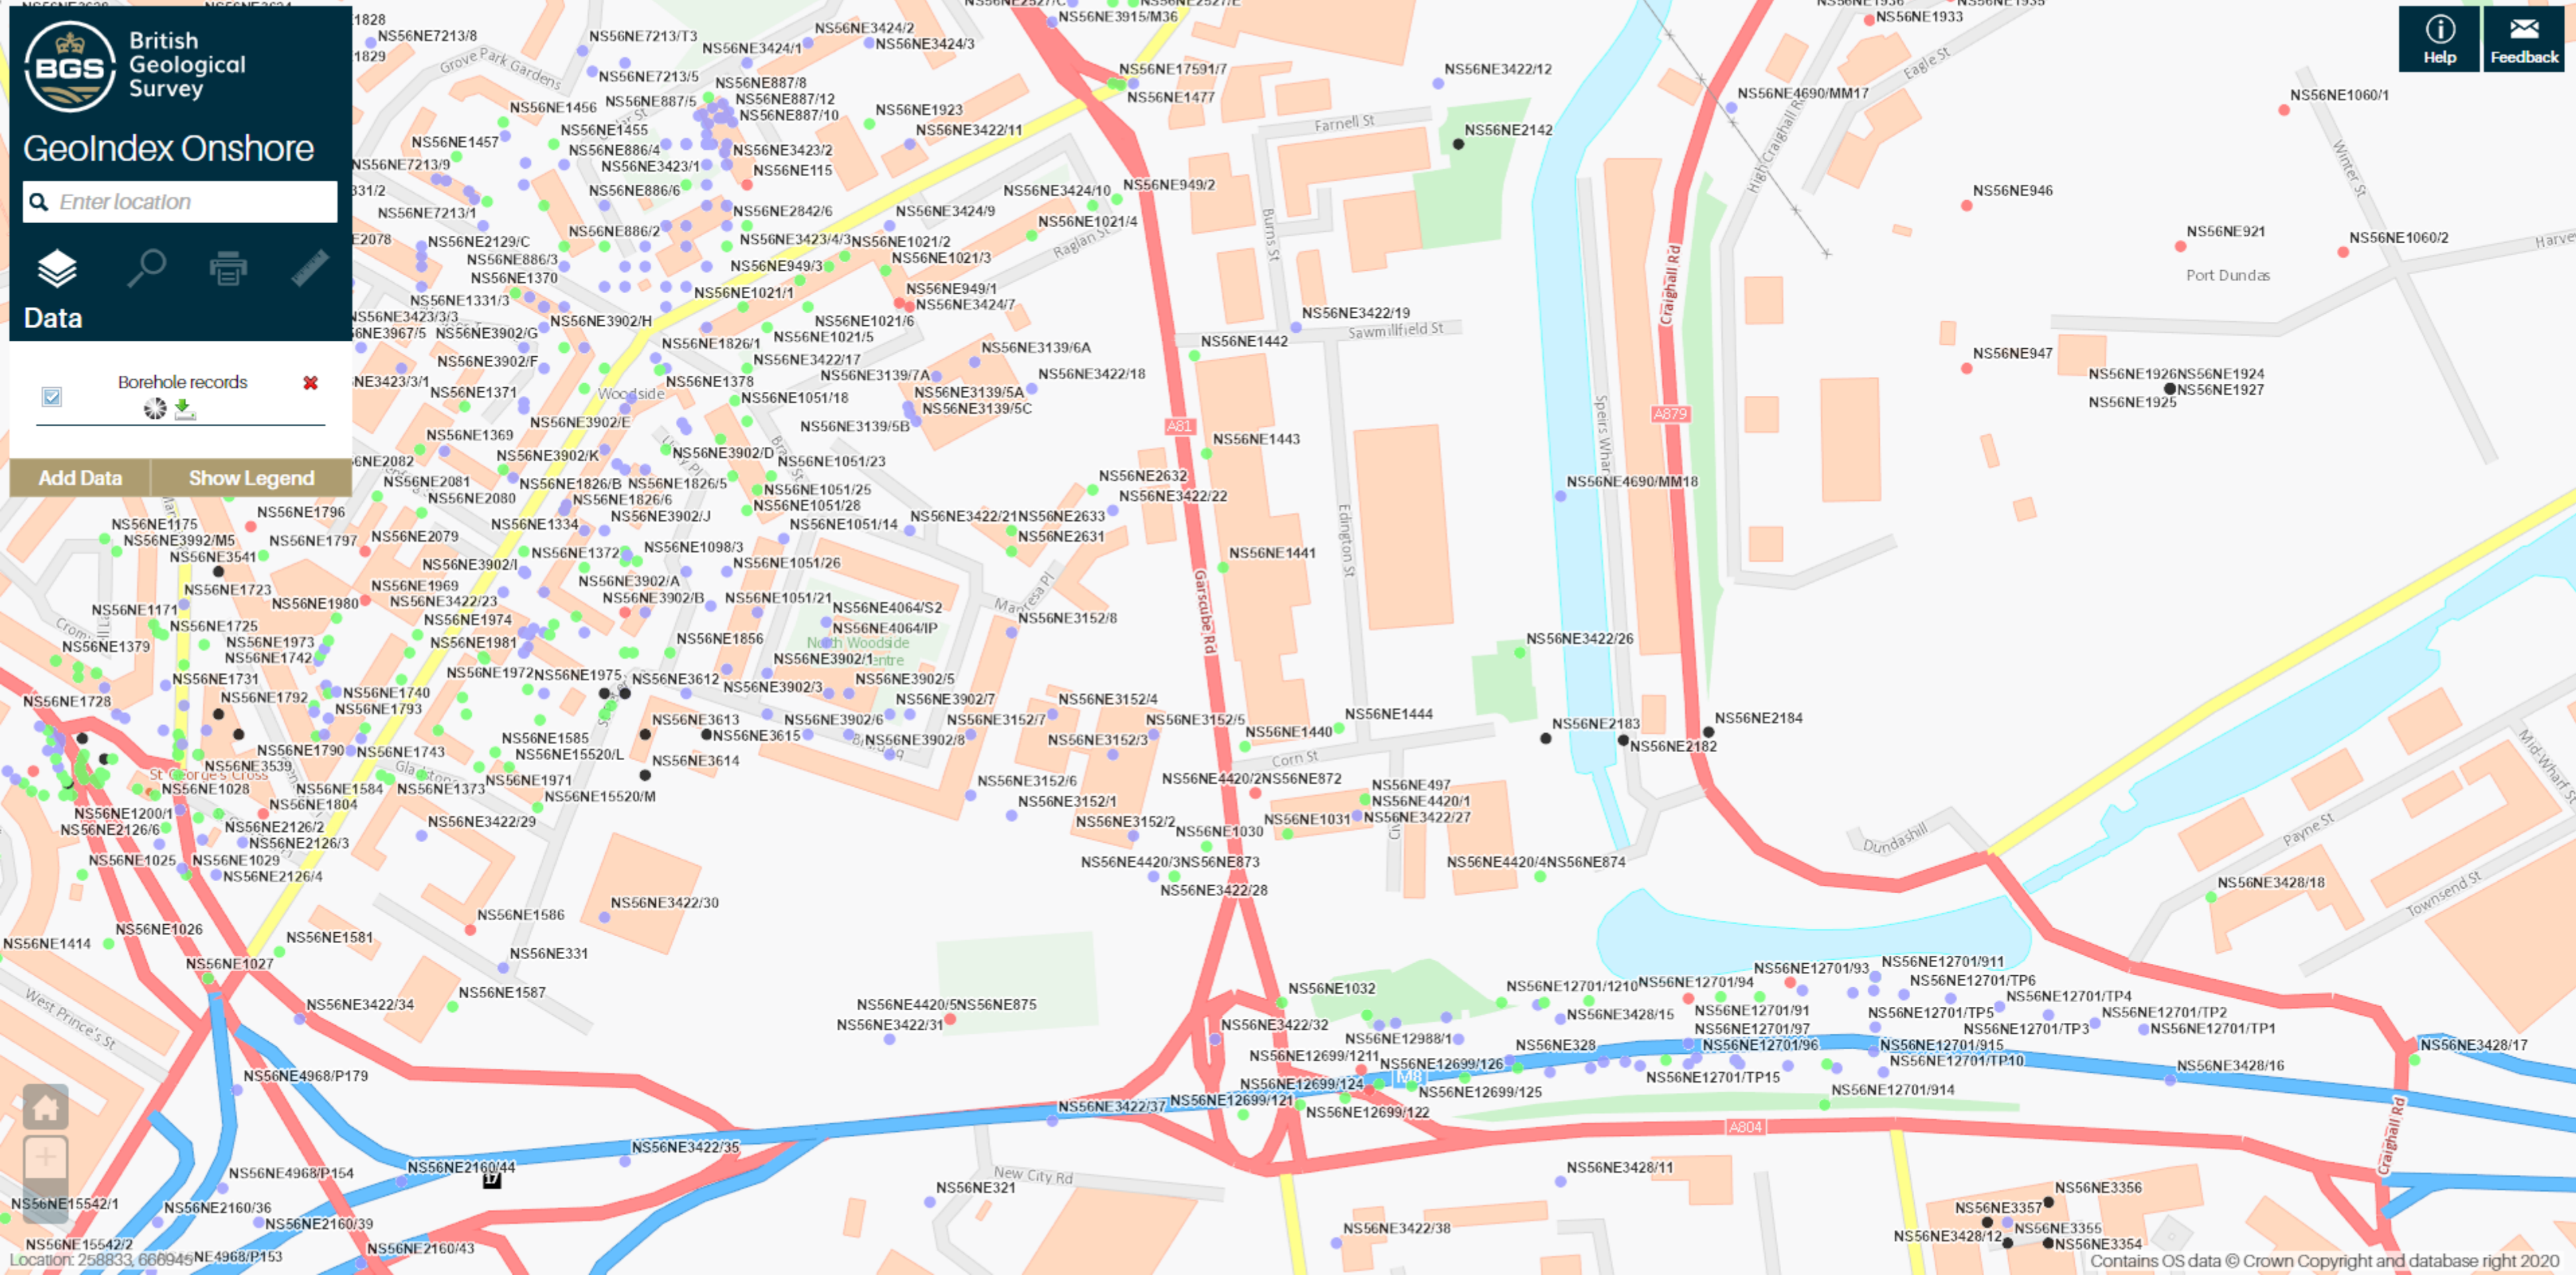 NS56NE1828
NS56NE7213/8
1829
NS56NE7213/T3
NS56NE3424/2
NS56NE3424/1
NS56NE3424/3
NS56NE3915/M36
NS56NE1933
Help
Feedback
British
Geological
Survey
BGS
GeoIndex Onshore
Enter location
Data
Borehole records
Add Data
Show Legend
Grove Park Gardens
NS56NE7213/5
NS56NE887/8
NS56NE17591/7
NS56NE3422/12
Eagle St
NS56NE1456
NS56NE887/5
NS56NE887/12
NS56NE887/10
NS56NE1477
NS56NE4690/MM17
NS56NE1060/1
NS56NE1923
NS56NE1455
NS56NE3422/11
Farnell St
NS56NE2142
NS56NE1457
NS56NE886/4
NS56NE3423/2
NS56NE7213/9
NS56NE3423/1
NS56NE115
High Craighall Rd
Winter St
331/2
NS56NE886/6
NS56NE3424/10
NS56NE949/2
NS56NE946
NS56NE7213/1
NS56NE2842/6
NS56NE3424/9
NS56NE1021/4
Burns St
NS56NE886/2
NS56NE921
NS56NE1060/2
E2078
NS56NE2129/C
NS56NE3423/4/3
NS56NE1021/2
Raglan St
NS56NE886/3
NS56NE949/3
NS56NE1021/3
Port Dundas
NS56NE1370
NS56NE1021/1
NS56NE949/1
NS56NE3424/7
Craighall Rd
NS56NE1331/3
NS56NE3423/3/3
NS56NE3902/H
NS56NE1021/6
NS56NE3422/19
Sawmillfield St
6NE3967/5
NS56NE3902/G
NS56NE1021/5
NS56NE1826/1
NS56NE3139/6A
NS56NE1442
NS56NE3902/F
NS56NE3422/17
NS56NE3139/7A
NS56NE3422/18
NS56NE947
NE3423/3/1
NS56NE1378
NS56NE1926
NS56NE1924
NS56NE1371
Woodside
NS56NE1051/18
NS56NE3139/5A
NS56NE1927
NS56NE3139/5C
NS56NE1925
NS56NE3902/E
NS56NE3139/5B
A81
A879
NS56NE1369
NS56NE1443
NS56NE3902/K
NS56NE3902/D
NS56NE1051/23
6NE2082
NS56NE2081
NS56NE1826/B
NS56NE1826/5
NS56NE1051/25
NS56NE2632
NS56NE4690/MM18
NS56NE2080
NS56NE1826/6
NS56NE1051/28
NS56NE3422/22
NS56NE1796
NS56NE3902/J
NS56NE3422/21
NS56NE2633
NS56NE1175
NS56NE1334
NS56NE1051/14
NS56NE3992/M5
NS56NE1797
NS56NE2079
NS56NE2631
Edington St
NS56NE3541
NS56NE1372
NS56NE1098/3
NS56NE1441
NS56NE3902/I
NS56NE1051/26
NS56NE1723
NS56NE1969
NS56NE3902/A
Garscube Rd
NS56NE1171
NS56NE1980
NS56NE3422/23
NS56NE3902/B
NS56NE1051/21
NS56NE4064/S2
NS56NE1725
NS56NE1974
NS56NE4064/IP
NS56NE3152/8
NS56NE1379
NS56NE1973
NS56NE1981
NS56NE1856
NS56NE3422/26
NS56NE1742
NS56NE3902/1
NS56NE1731
NS56NE1972
NS56NE1975
NS56NE3612
NS56NE3902/3
NS56NE3902/5
NS56NE1728
NS56NE1792
NS56NE1740
NS56NE3902/7
NS56NE3152/4
NS56NE1793
NS56NE3613
NS56NE3902/6
NS56NE3152/7
NS56NE3152/5
NS56NE1444
NS56NE2183
NS56NE2184
NS56NE1585
NS56NE3615
NS56NE3902/8
NS56NE3152/3
NS56NE1440
NS56NE2182
NS56NE1790
NS56NE1743
NS56NE15520/L
NS56NE3614
Corn St
NS56NE3539
St George's Cross
NS56NE1028
NS56NE1584
NS56NE1373
NS56NE1971
NS56NE3152/6
NS56NE4420/2
NS56NE872
NS56NE497
NS56NE1804
NS56NE15520/M
NS56NE3152/1
NS56NE4420/1
NS56NE1200/1
NS56NE3422/29
NS56NE3152/2
NS56NE1031
NS56NE3422/27
NS56NE2126/6
NS56NE2126/2
NS56NE1030
Dundashill
Payne St
NS56NE2126/3
NS56NE1025
NS56NE1029
NS56NE4420/3
NS56NE873
NS56NE4420/4
NS56NE874
NS56NE2126/4
NS56NE3422/28
NS56NE3428/18
Townsend St
NS56NE1586
NS56NE3422/30
NS56NE1414
NS56NE1026
NS56NE1581
NS56NE331
NS56NE1027
NS56NE12701/93
NS56NE12701/911
NS56NE1587
NS56NE1032
NS56NE12701/1210
NS56NE12701/94
NS56NE12701/TP6
West Prince's St
NS56NE3422/34
NS56NE4420/5
NS56NE875
NS56NE12701/TP4
NS56NE3422/31
NS56NE3422/32
NS56NE3428/15
NS56NE12701/91
NS56NE12701/TP5
NS56NE12701/TP2
NS56NE12701/97
NS56NE12701/TP3
NS56NE12701/TP1
NS56NE12988/1
NS56NE328
NS56NE12701/96
NS56NE12701/915
NS56NE3428/17
NS56NE12699/1211
NS56NE12699/126
NS56NE12701/TP10
NS56NE3428/16
NS56NE4968/P179
NS56NE12699/124
M8
NS56NE12701/TP15
NS56NE12699/125
NS56NE12701/914
NS56NE3422/37
NS56NE12699/121
NS56NE12699/122
A804
Craighall Rd
NS56NE3422/35
NS56NE4968/P154
NS56NE2160/44
17
New City Rd
NS56NE3428/11
NS56NE321
NS56NE3356
NS56NE15542/1
NS56NE2160/36
NS56NE3357
NS56NE2160/39
NS56NE3422/38
NS56NE3355
NS56NE3428/12
NS56NE15542/2
NS56NE2160/43
NS56NE3354
Location: 258833, 666945
NE4968/P153
Contains OS data © Crown Copyright and database right 2020